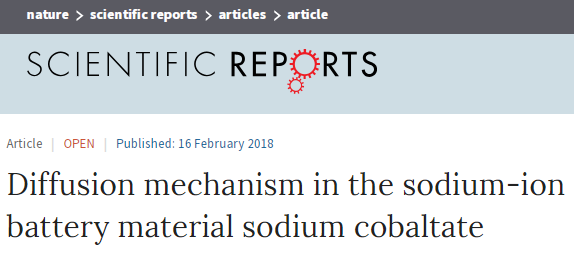 nature > scientific reports > articles > article
SCIENTIFIC REPORTS
Article | OPEN | Published: 16 February 2018
Diffusion mechanism in the sodium-ion
battery material sodium cobaltate